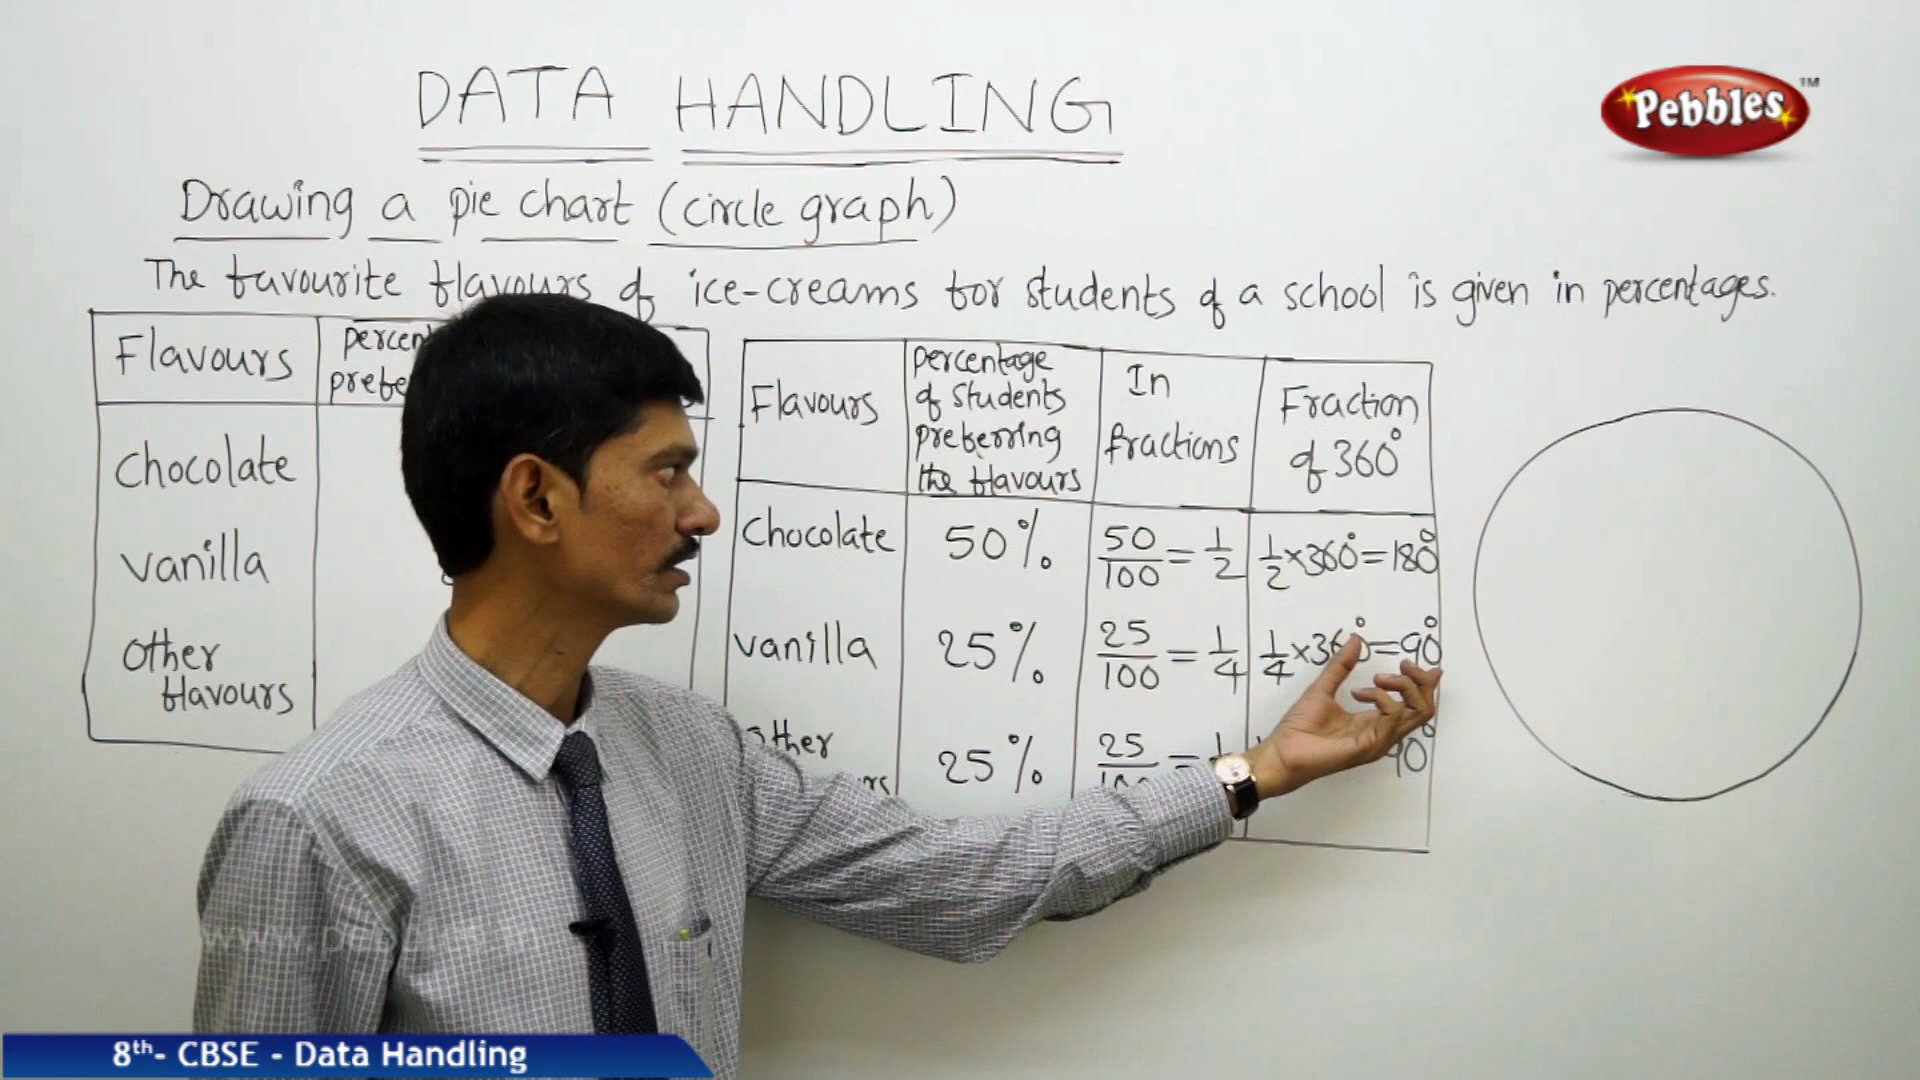 DATA HANDLING
Pebbles™
Drawing a pie chart (circle graph)
The favourite flavours of ice-creams for students of a school is given in percentages.
Flavours
Chocolate
vanilla
Other
flavours
Flavours | percentage of students preferring the flavours | In fractions | Fraction of 360°
Chocolate 50% 50/100 = 1/2 1/2 × 360° = 180°
vanilla 25% 25/100 = 1/4 1/4 × 360° = 90°
25% 25 90°
8th- CBSE - Data Handling